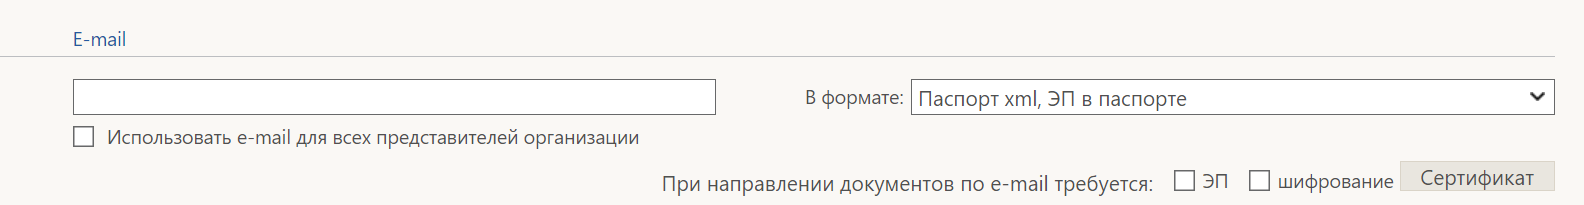 E-mail
В формате: Паспорт xml, ЭП в паспорте
Использовать e-mail для всех представителей организации
При направлении документов по e-mail требуется: ЭП шифрование Сертификат